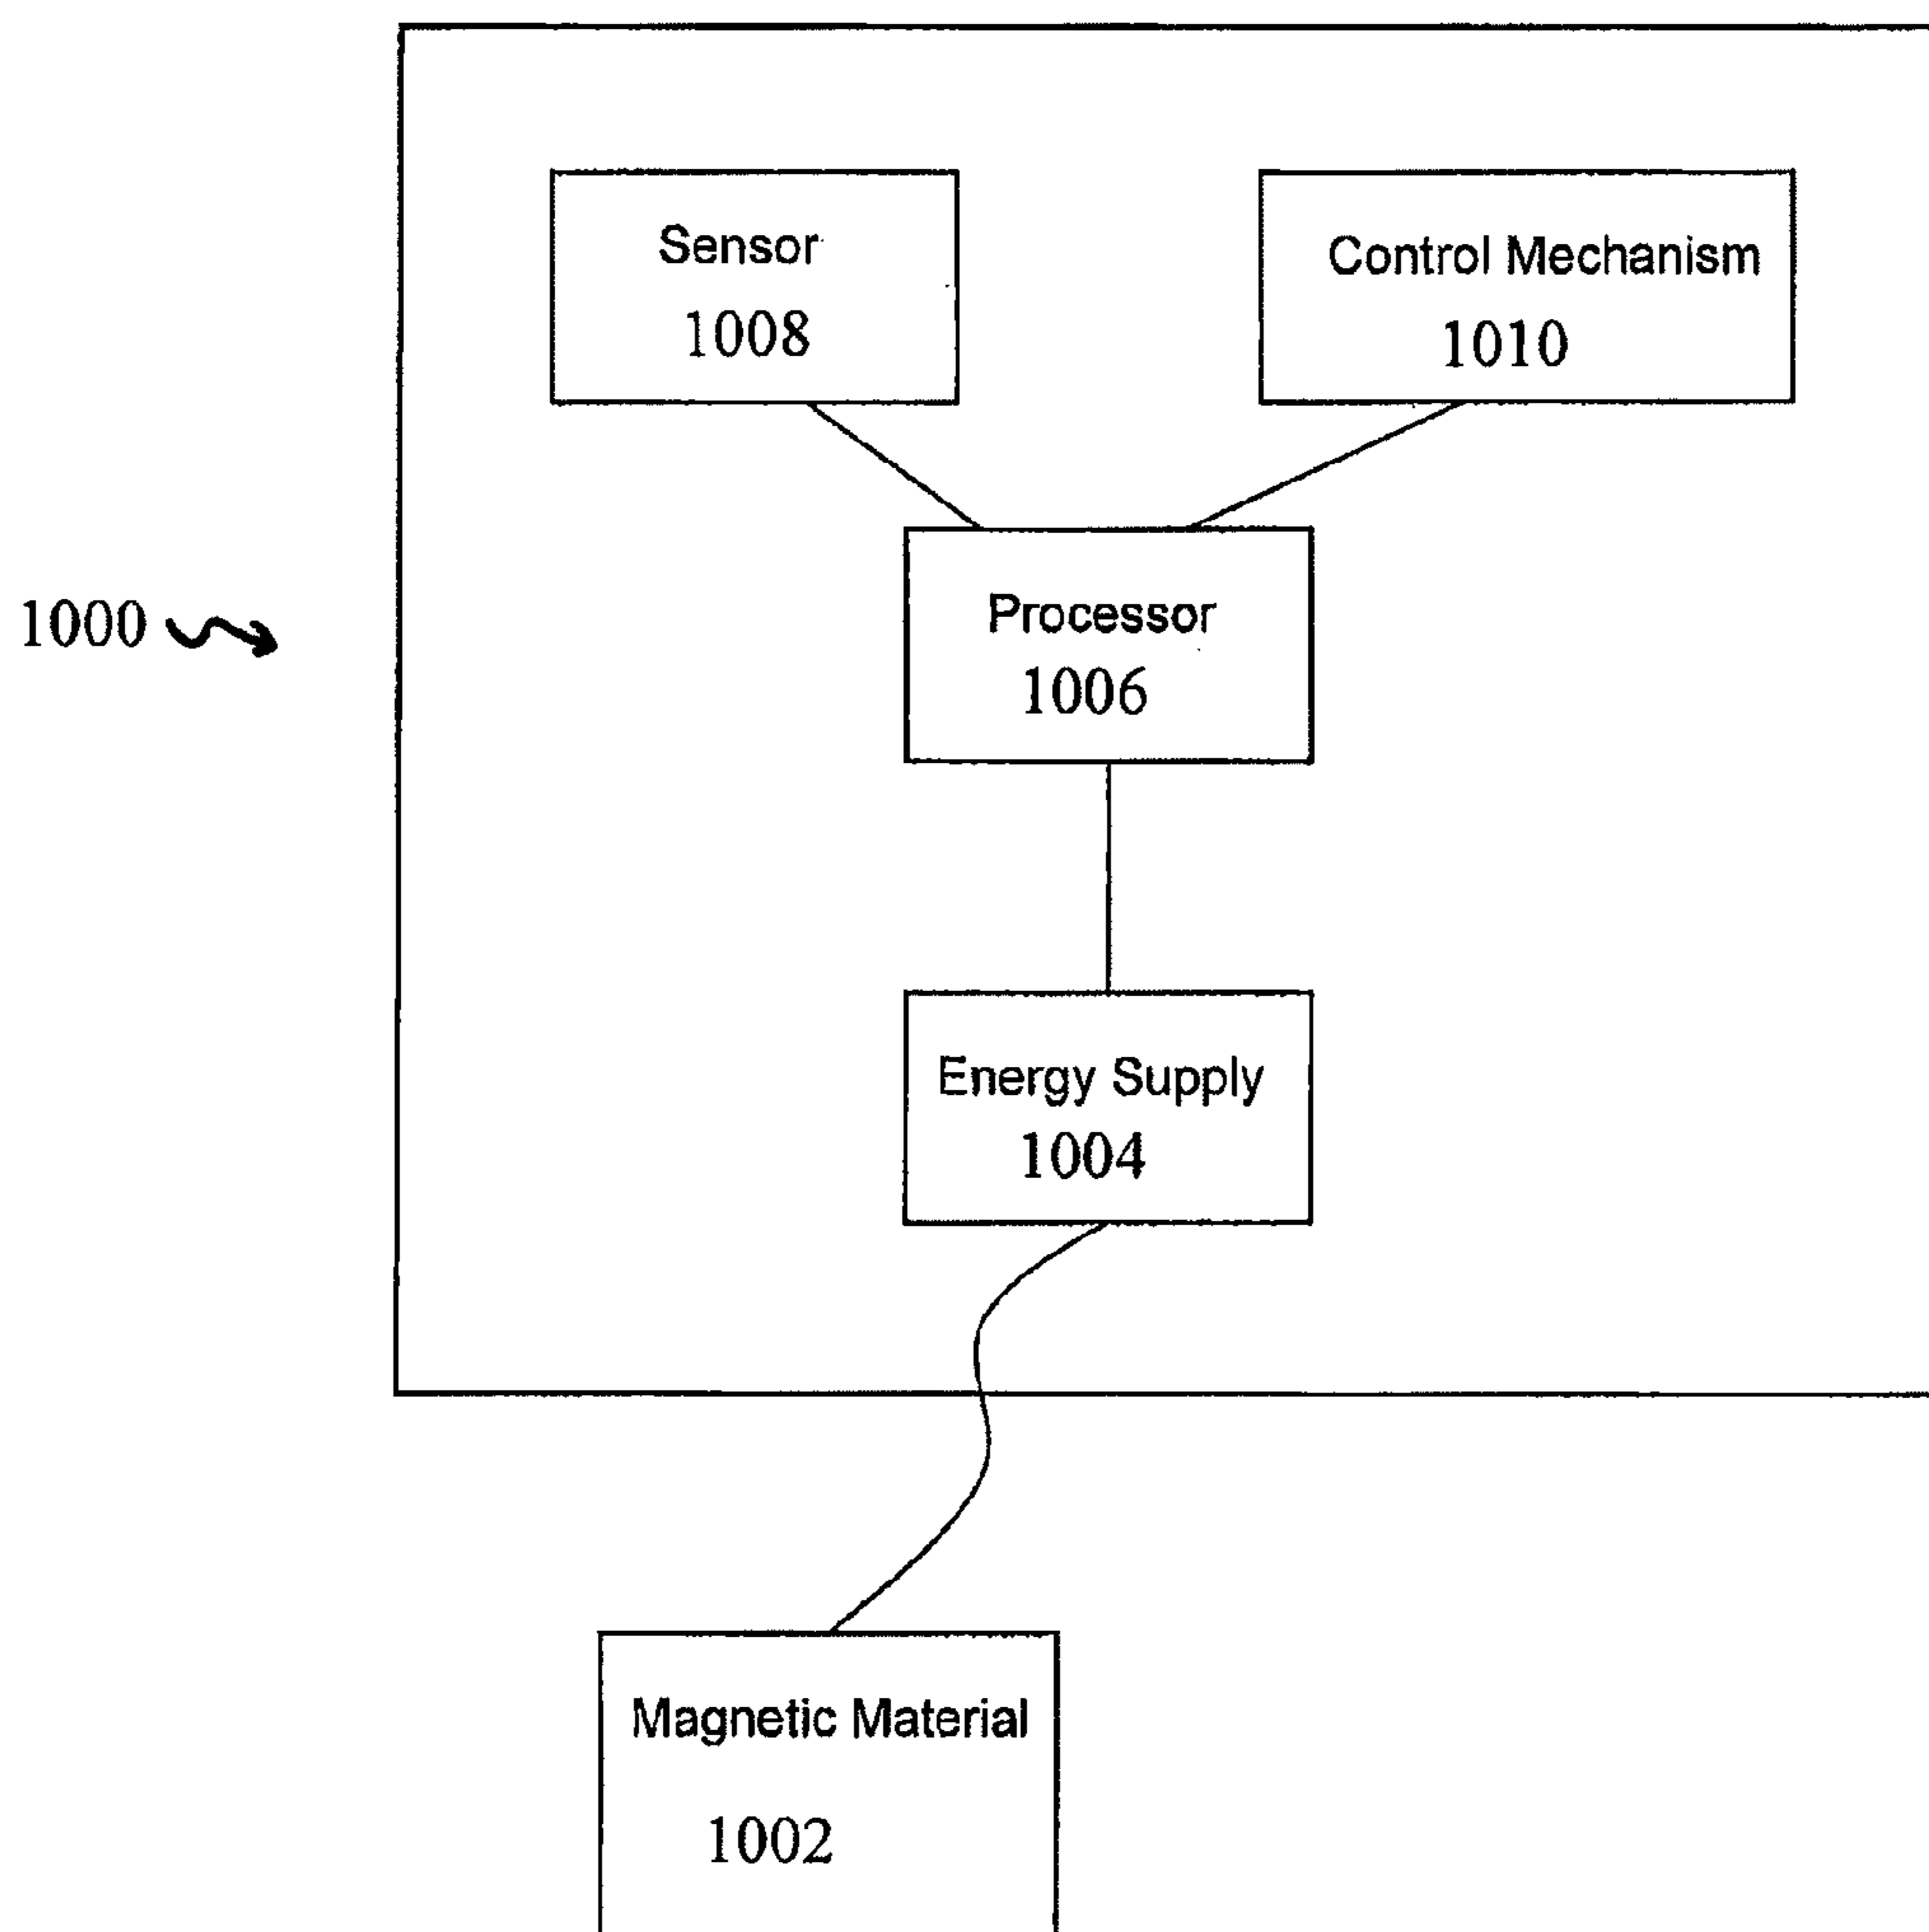 Sensor
1008
Control Mechanism
1010
1000
Processor
1006
Energy Supply
1004
Magnetic Material
1002